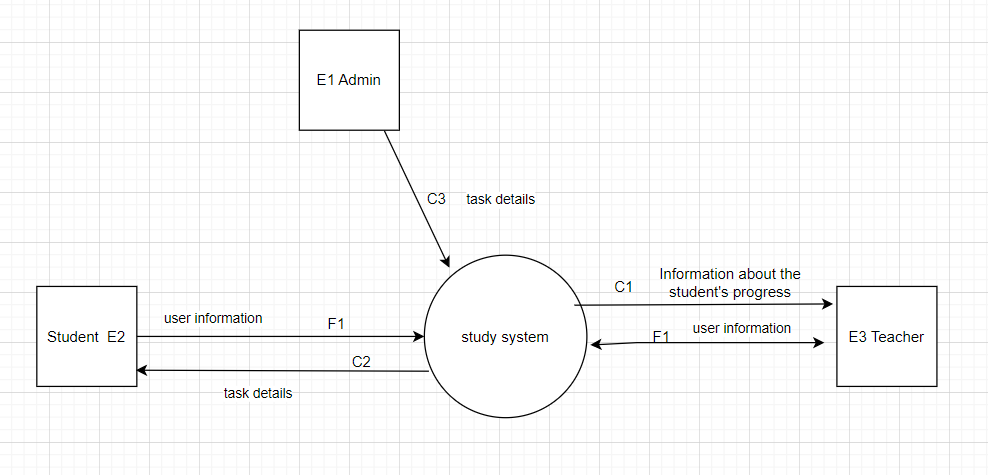 E1 Admin
C3 task details
Information about the
student's progress
C1
user information
F1
user information
F1
Student E2
study system
E3 Teacher
C2
task details